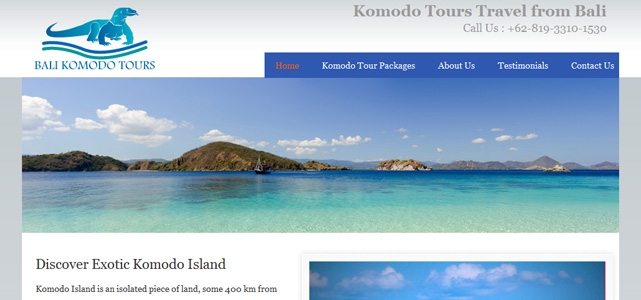 Komodo Tours Travel from Bali
Call Us : +62-819-3310-1530
BALI KOMODO TOURS
Home Komodo Tour Packages About Us Testimonials Contact Us
Discover Exotic Komodo Island
Komodo Island is an isolated piece of land, some 400 km from